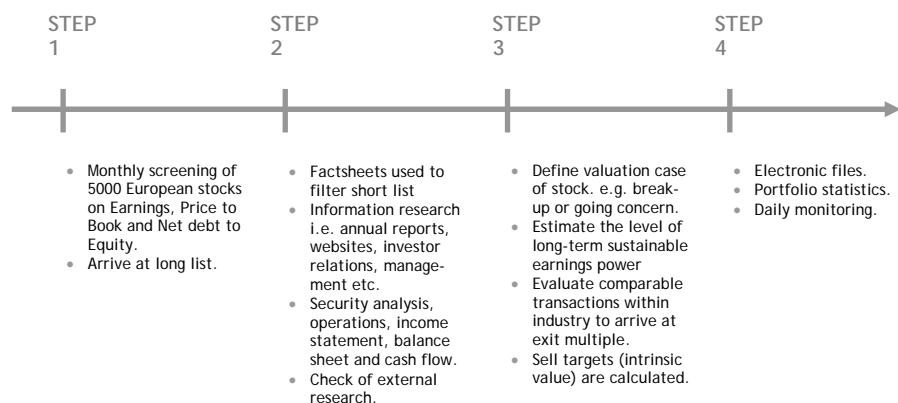 STEP
1
STEP
2
STEP
3
STEP
4
• Monthly screening of
5000 European stocks
on Earnings, Price to
Book and Net debt to
Equity.
• Arrive at long list.
• Factsheets used to
filter short list
• Information research
i.e. annual reports,
websites, investor
relations, manage-
ment etc.
• Security analysis,
operations, income
statement, balance
sheet and cash flow.
• Check of external
research.
• Define valuation case
of stock. e.g. break-
up or going concern.
• Estimate the level of
long-term sustainable
earnings power
• Evaluate comparable
transactions within
industry to arrive at
exit multiple.
• Sell targets (intrinsic
value) are calculated.
• Electronic files.
• Portfolio statistics.
• Daily monitoring.